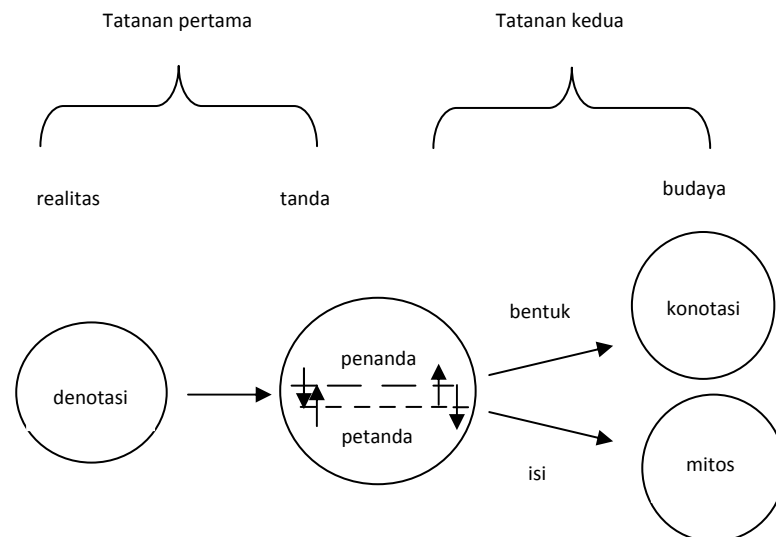 Tatanan pertama
Tatanan kedua
realitas
tanda
budaya
bentuk
konotasi
penanda
denotasi
petanda
isi
mitos